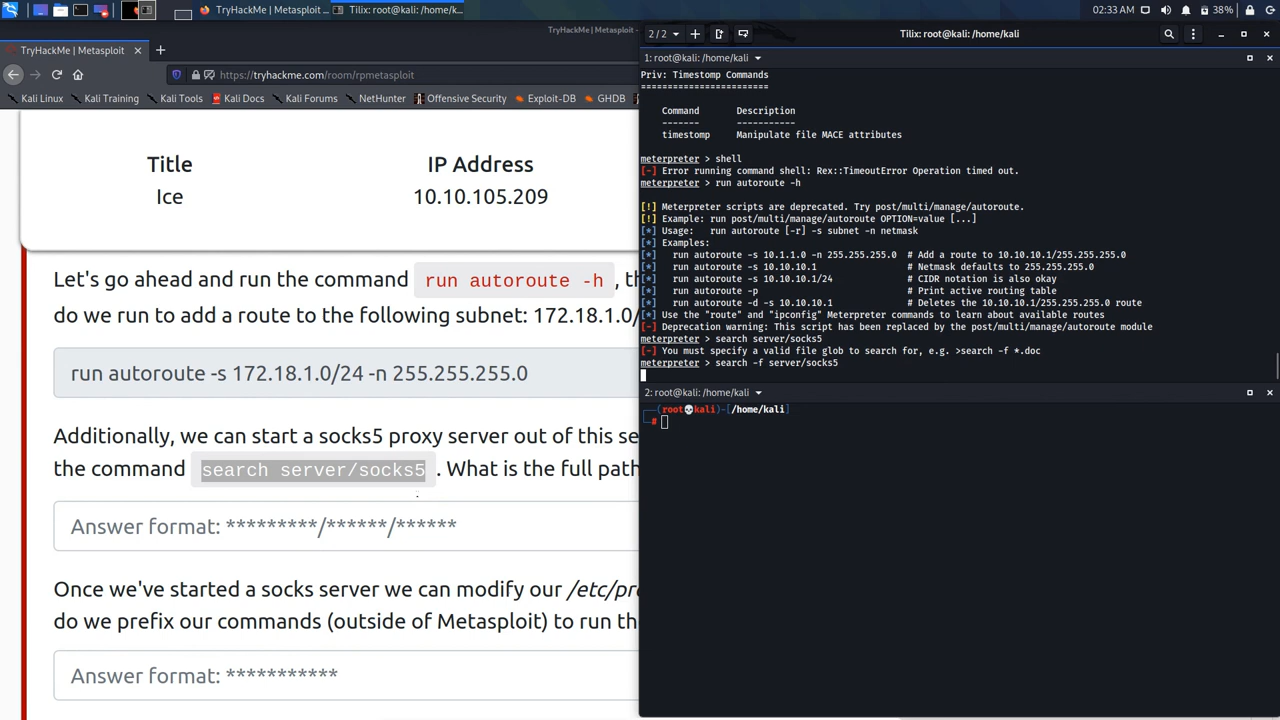 TryHackMe | Metasploit ...
Tilix: root@kali: /home/k...
02:33 AM
38%
TryHackMe | Metasploit -
TryHackMe | Metasploit
https://tryhackme.com/room/rpmetasploit
Kali Linux
Kali Training
Kali Tools
Kali Docs
Kali Forums
NetHunter
Offensive Security
Exploit-DB
GHDB
Title
IP Address
Ice
10.10.105.209
Let's go ahead and run the command run autoroute -h , th
do we run to add a route to the following subnet: 172.18.1.0/
run autoroute -s 172.18.1.0/24 -n 255.255.255.0
Additionally, we can start a socks5 proxy server out of this se
the command search server/socks5 . What is the full path
Answer format: *********/******/******
Once we've started a socks server we can modify our /etc/pro
do we prefix our commands (outside of Metasploit) to run the
Answer format: ***********
2 / 2
Tilix: root@kali: /home/kali
1: root@kali: /home/kali
Priv: Timestomp Commands
========================
Command Description
------- -----------
timestomp Manipulate file MACE attributes
meterpreter > shell
[-] Error running command shell: Rex::TimeoutError Operation timed out.
meterpreter > run autoroute -h
[!] Meterpreter scripts are deprecated. Try post/multi/manage/autoroute.
[!] Example: run post/multi/manage/autoroute OPTION=value [...]
[*] Usage: run autoroute [-r] -s subnet -n netmask
[*] Examples:
[*] run autoroute -s 10.1.1.0 -n 255.255.255.0 # Add a route to 10.10.10.1/255.255.255.0
[*] run autoroute -s 10.10.10.1 # Netmask defaults to 255.255.255.0
[*] run autoroute -s 10.10.10.1/24 # CIDR notation is also okay
[*] run autoroute -p # Print active routing table
[*] run autoroute -d -s 10.10.10.1 # Deletes the 10.10.10.1/255.255.255.0 route
[*] Use the "route" and "ipconfig" Meterpreter commands to learn about available routes
[-] Deprecation warning: This script has been replaced by the post/multi/manage/autoroute module
meterpreter > search server/socks5
[-] You must specify a valid file glob to search for, e.g. >search -f *.doc
meterpreter > search -f server/socks5
2: root@kali: /home/kali
(root💀kali)-[/home/kali]
#